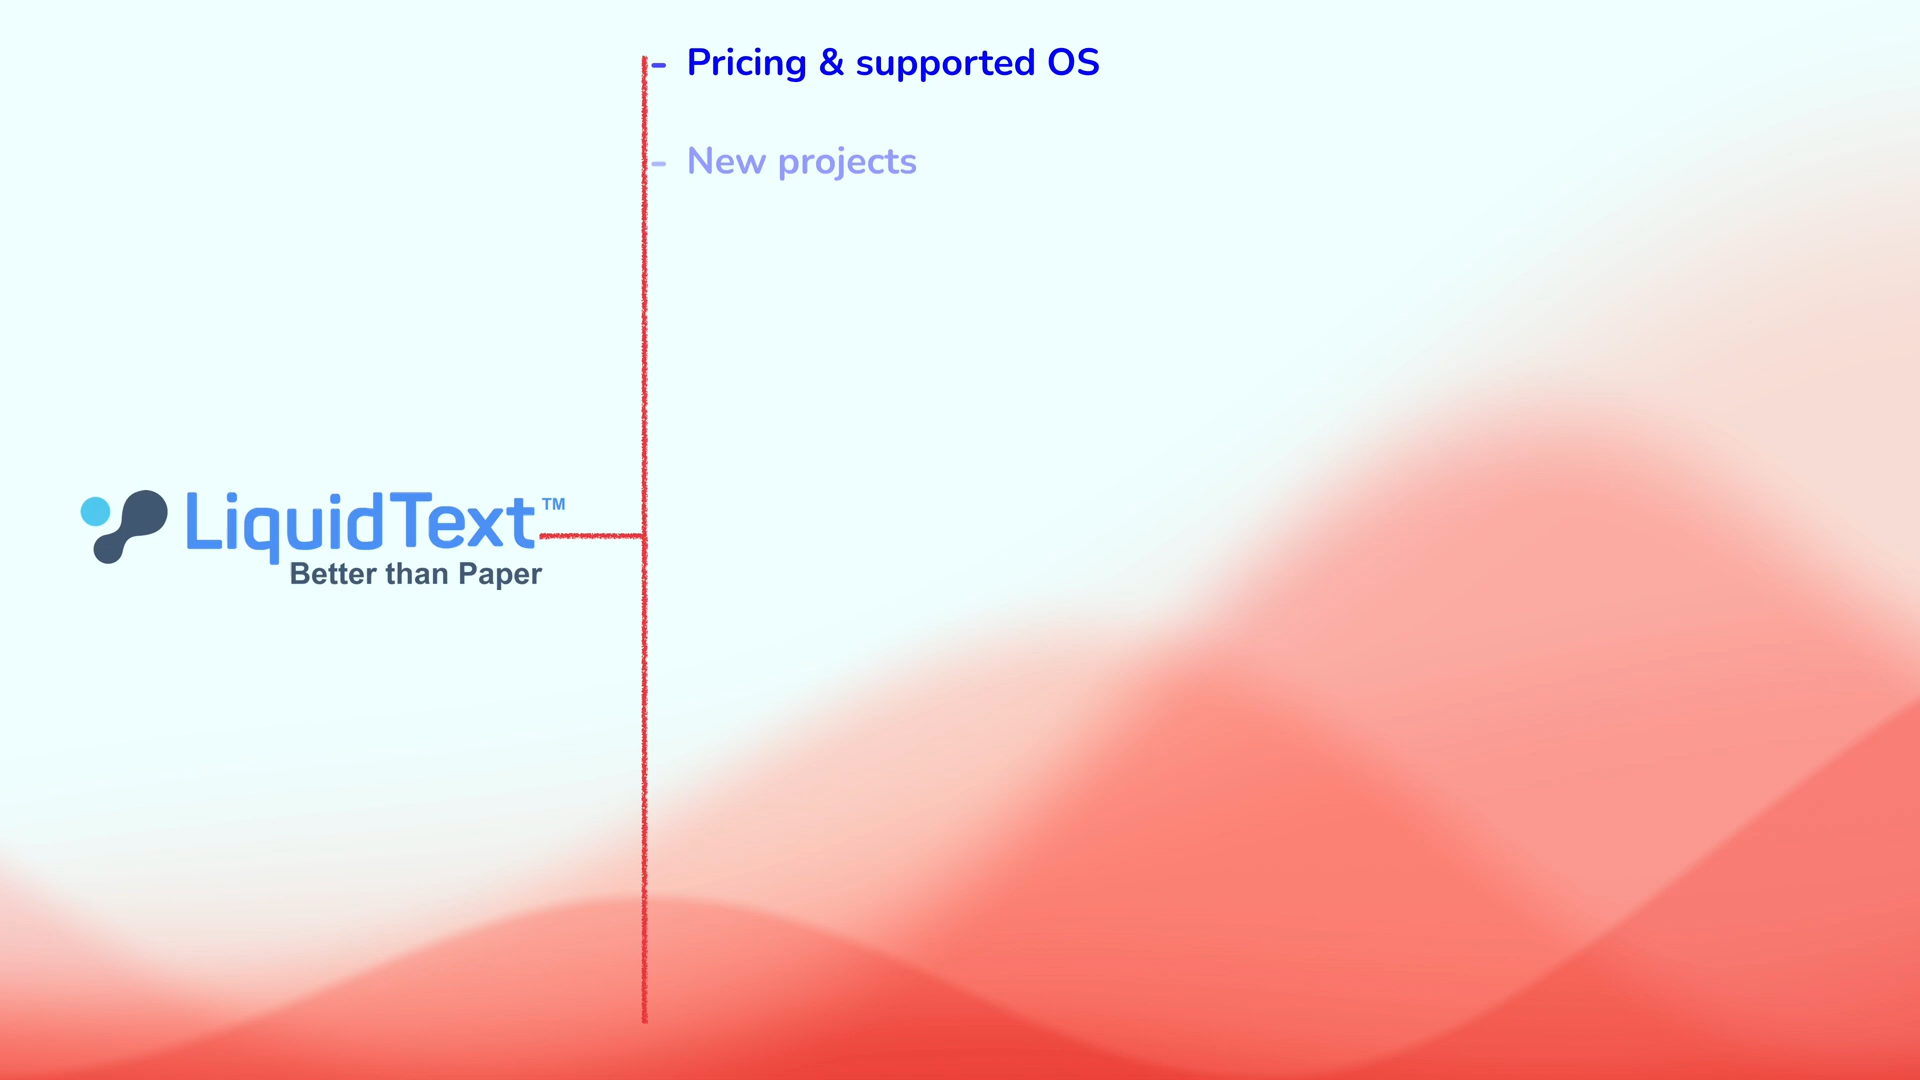 - Pricing & supported OS
- New projects
LiquidText™
Better than Paper